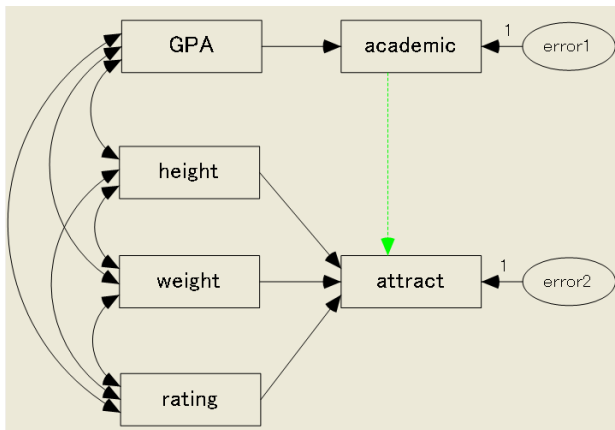 GPA
academic
1
error1
height
weight
attract
1
error2
rating